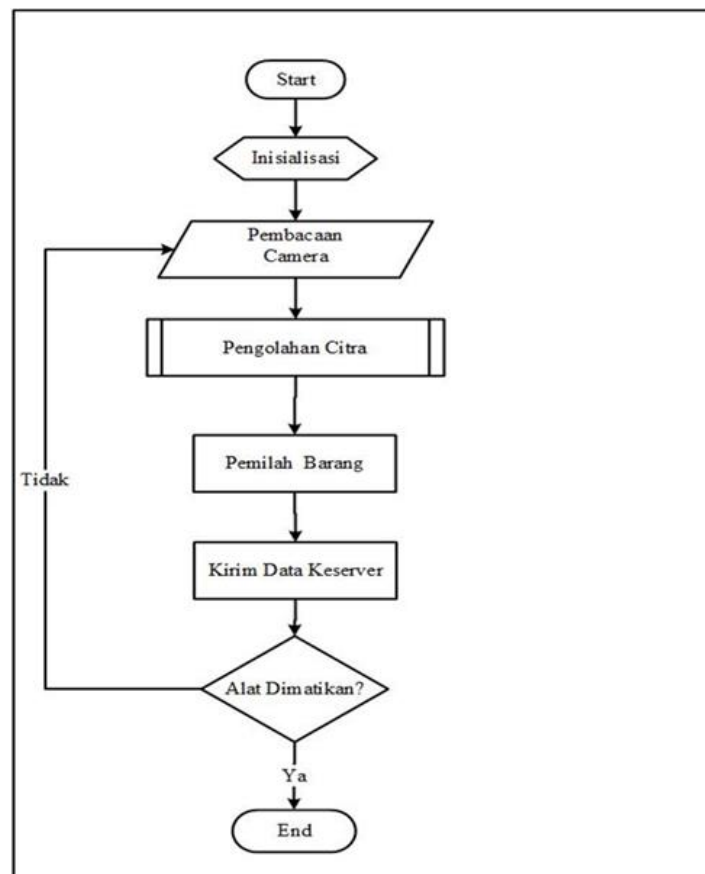 Start
Inisialisasi
Pembacaan
Camera
Pengolahan Citra
Pemilah Barang
Tidak
Kirim Data Keserver
Alat Dimatikan?
Ya
End